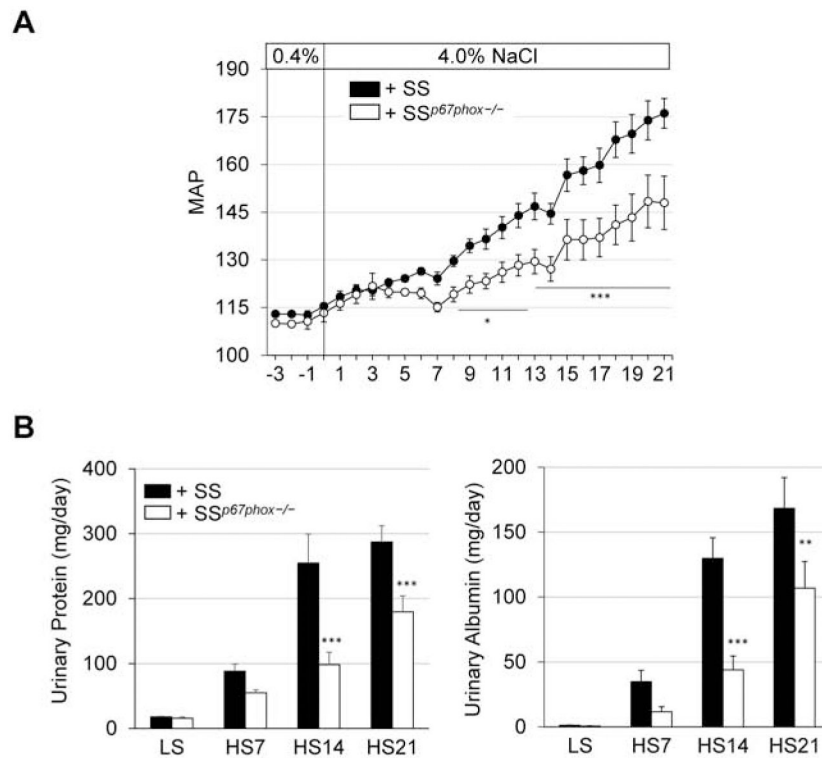 A
0.4% 4.0% NaCl
190
+ SS
+ SSp67phox−/−
175
160
MAP
145
130
***
115
*
100
-3 -1 1 3 5 7 9 11 13 15 17 19 21
B
400
+ SS
+ SSp67phox−/−
300
Urinary Protein (mg/day)
***
200
***
100
0
LS HS7 HS14 HS21
200
**
150
Urinary Albumin (mg/day)
100
***
50
0
LS HS7 HS14 HS21